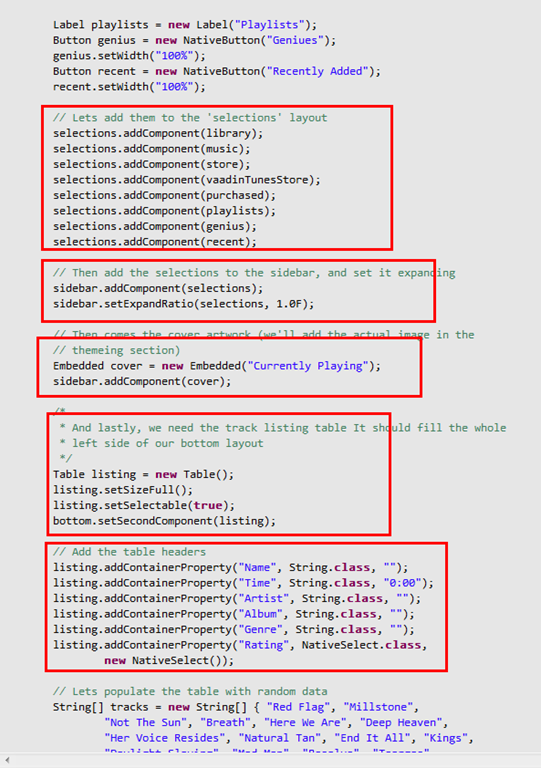 Label playlists = new Label("Playlists");
Button genius = new NativeButton("Geniues");
genius.setWidth("100%");
Button recent = new NativeButton("Recently Added");
recent.setWidth("100%");
// Lets add them to the 'selections' layout
selections.addComponent(library);
selections.addComponent(music);
selections.addComponent(store);
selections.addComponent(vaadinTunesStore);
selections.addComponent(purchased);
selections.addComponent(playlists);
selections.addComponent(genius);
selections.addComponent(recent);
// Then add the selections to the sidebar, and set it expanding
sidebar.addComponent(selections);
sidebar.setExpandRatio(selections, 1.0F);
// Then comes the cover artwork (we'll add the actual image in the
// themeing section)
Embedded cover = new Embedded("Currently Playing");
sidebar.addComponent(cover);
/*
* And lastly, we need the track listing table It should fill the whole
* left side of our bottom layout
*/
Table listing = new Table();
listing.setSizeFull();
listing.setSelectable(true);
bottom.setSecondComponent(listing);
// Add the table headers
listing.addContainerProperty("Name", String.class, "");
listing.addContainerProperty("Time", String.class, "0:00");
listing.addContainerProperty("Artist", String.class, "");
listing.addContainerProperty("Album", String.class, "");
listing.addContainerProperty("Genre", String.class, "");
listing.addContainerProperty("Rating", NativeSelect.class,
new NativeSelect());
// Lets populate the table with random data
String[] tracks = new String[] { "Red Flag", "Millstone",
"Not The Sun", "Breath", "Here We Are", "Deep Heaven",
"Her Voice Resides", "Natural Tan", "End It All", "Kings",